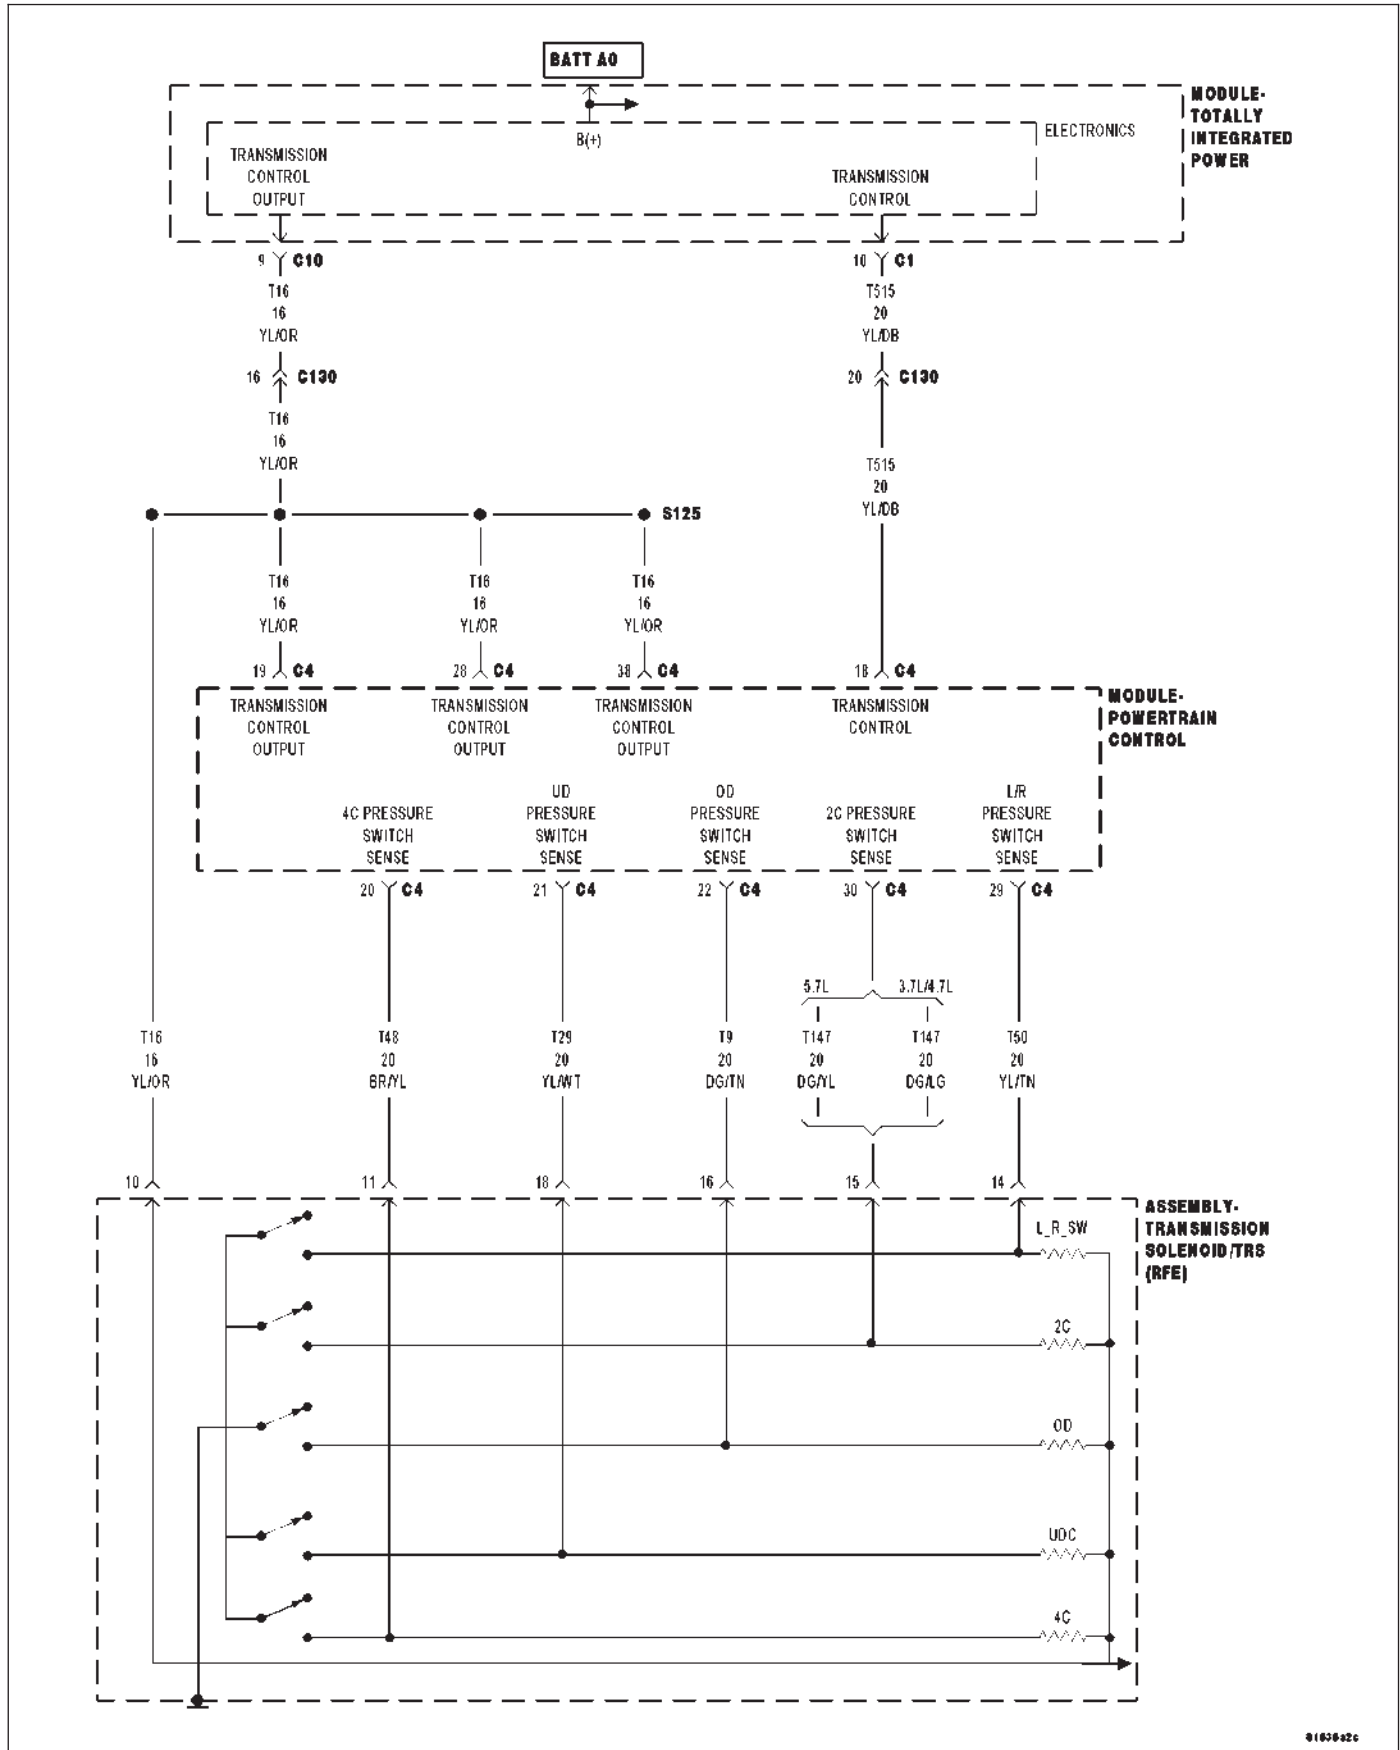 BATT A0
MODULE-
TOTALLY
INTEGRATED
POWER
ELECTRONICS
B(+)
TRANSMISSION
CONTROL
OUTPUT
TRANSMISSION
CONTROL
9 C10
10 C1
T16
16
YL/OR
T515
20
YL/DB
16 C130
20 C130
T16
16
YL/OR
T515
20
YL/DB
S125
T16
16
YL/OR
T16
16
YL/OR
T16
16
YL/OR
19 C4
28 C4
38 C4
18 C4
MODULE-
POWERTRAIN
CONTROL
TRANSMISSION
CONTROL
OUTPUT
TRANSMISSION
CONTROL
OUTPUT
TRANSMISSION
CONTROL
OUTPUT
TRANSMISSION
CONTROL
4C PRESSURE
SWITCH
SENSE
UD
PRESSURE
SWITCH
SENSE
OD
PRESSURE
SWITCH
SENSE
2C PRESSURE
SWITCH
SENSE
L/R
PRESSURE
SWITCH
SENSE
20 C4
21 C4
22 C4
30 C4
29 C4
5.7L
3.7L/4.7L
T16
16
YL/OR
T48
20
BR/YL
T29
20
YL/WT
T9
20
DG/TN
T147
20
DG/YL
T147
20
DG/LG
T50
20
YL/TN
10
11
18
16
15
14
ASSEMBLY-
TRANSMISSION
SOLENOID/TRS
(RFE)
L_R_SW
2C
OD
UDC
4C